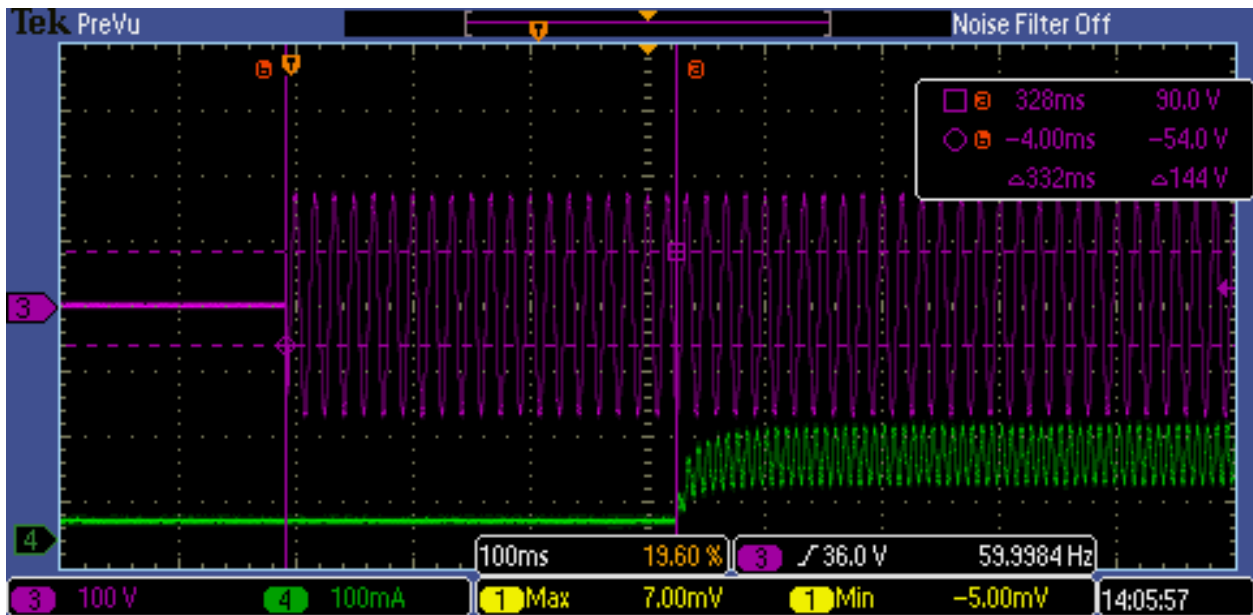 Tek PreVu
Noise Filter Off
T
b T a
a 328ms 90.0 V
b −4.00ms −54.0 V
△332ms △144 V
3
4
100ms 19.60 % 3 36.0 V 59.9984 Hz
3 100 V 4 100mA 1 Max 7.00mV 1 Min −5.00mV 14:05:57